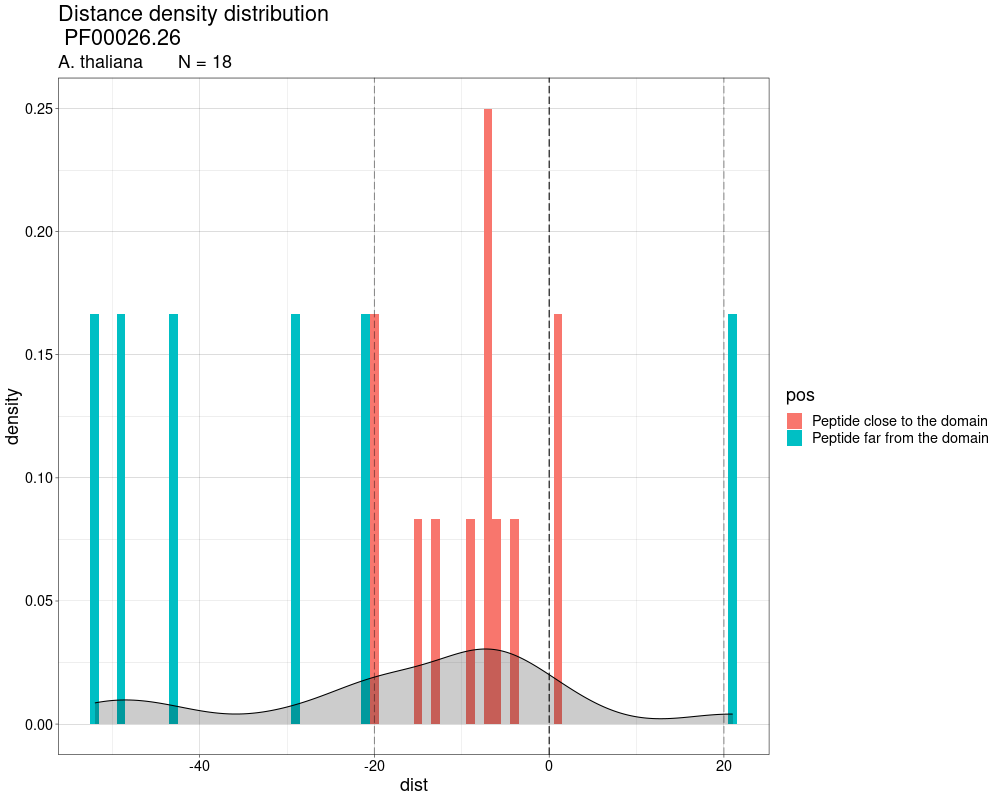 Distance density distribution
PF00026.26
A. thaliana N = 18
0.25
0.20
0.15
0.10
0.05
0.00
density
-40 -20 0 20
dist
pos
Peptide close to the domain
Peptide far from the domain